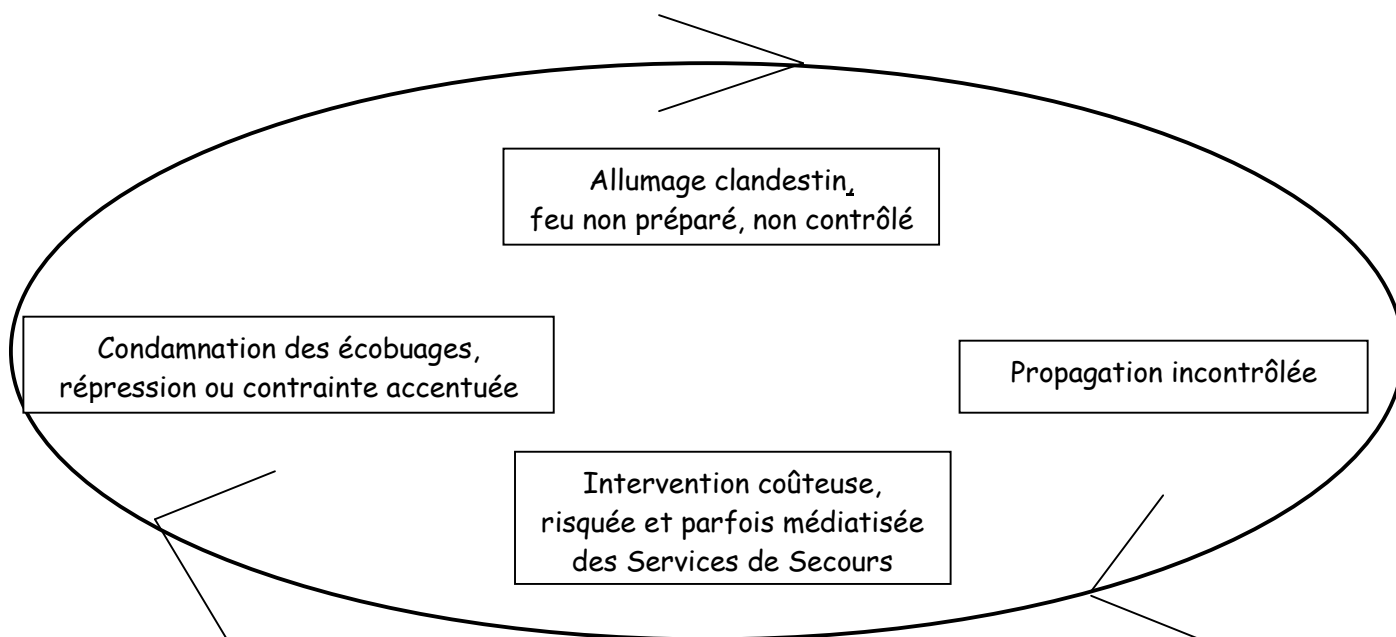 Allumage clandestin,
feu non préparé, non contrôlé
Condamnation des écobuages,
répression ou contrainte accentuée
Propagation incontrôlée
Intervention coûteuse,
risquée et parfois médiatisée
des Services de Secours